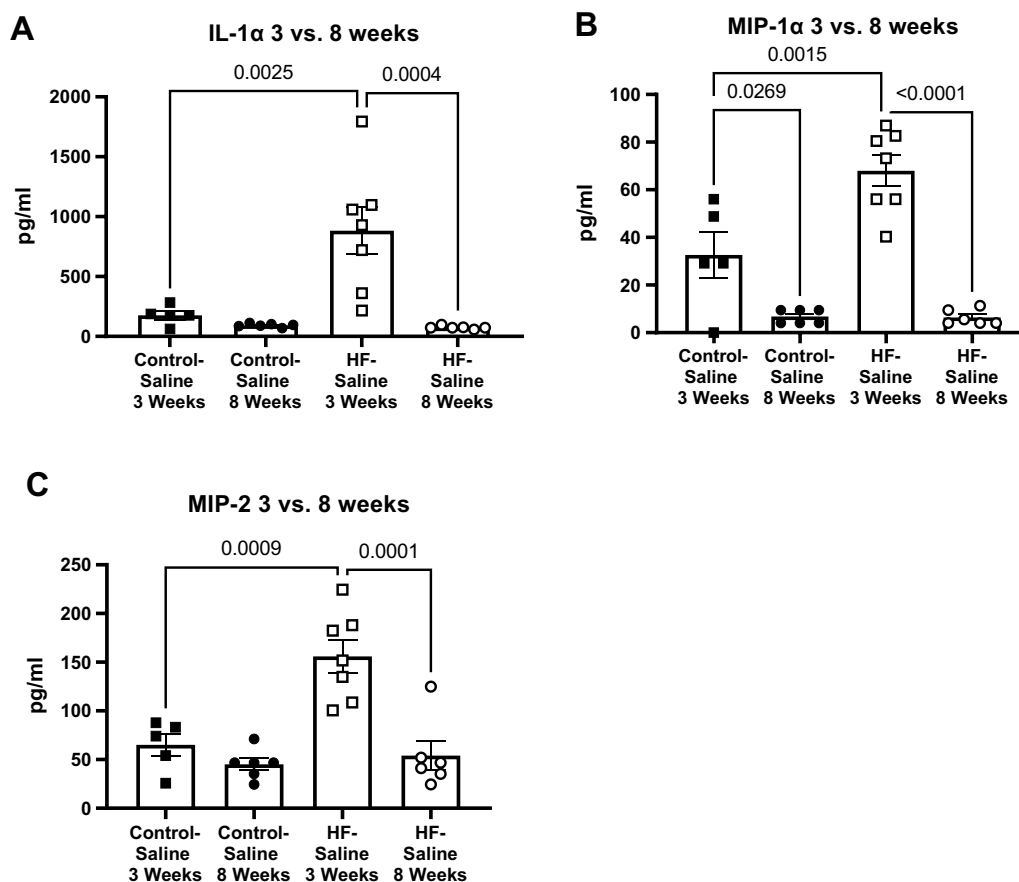 A
IL-1α 3 vs. 8 weeks
0.0025
0.0004
2000
1500
1000
500
0
pg/ml
Control-
Saline
3 Weeks
Control-
Saline
8 Weeks
HF-
Saline
3 Weeks
HF-
Saline
8 Weeks
B
MIP-1α 3 vs. 8 weeks
0.0015
0.0269
<0.0001
100
80
60
40
20
0
pg/ml
Control-
Saline
3 Weeks
Control-
Saline
8 Weeks
HF-
Saline
3 Weeks
HF-
Saline
8 Weeks
C
MIP-2 3 vs. 8 weeks
0.0009
0.0001
250
200
150
100
50
0
pg/ml
Control-
Saline
3 Weeks
Control-
Saline
8 Weeks
HF-
Saline
3 Weeks
HF-
Saline
8 Weeks